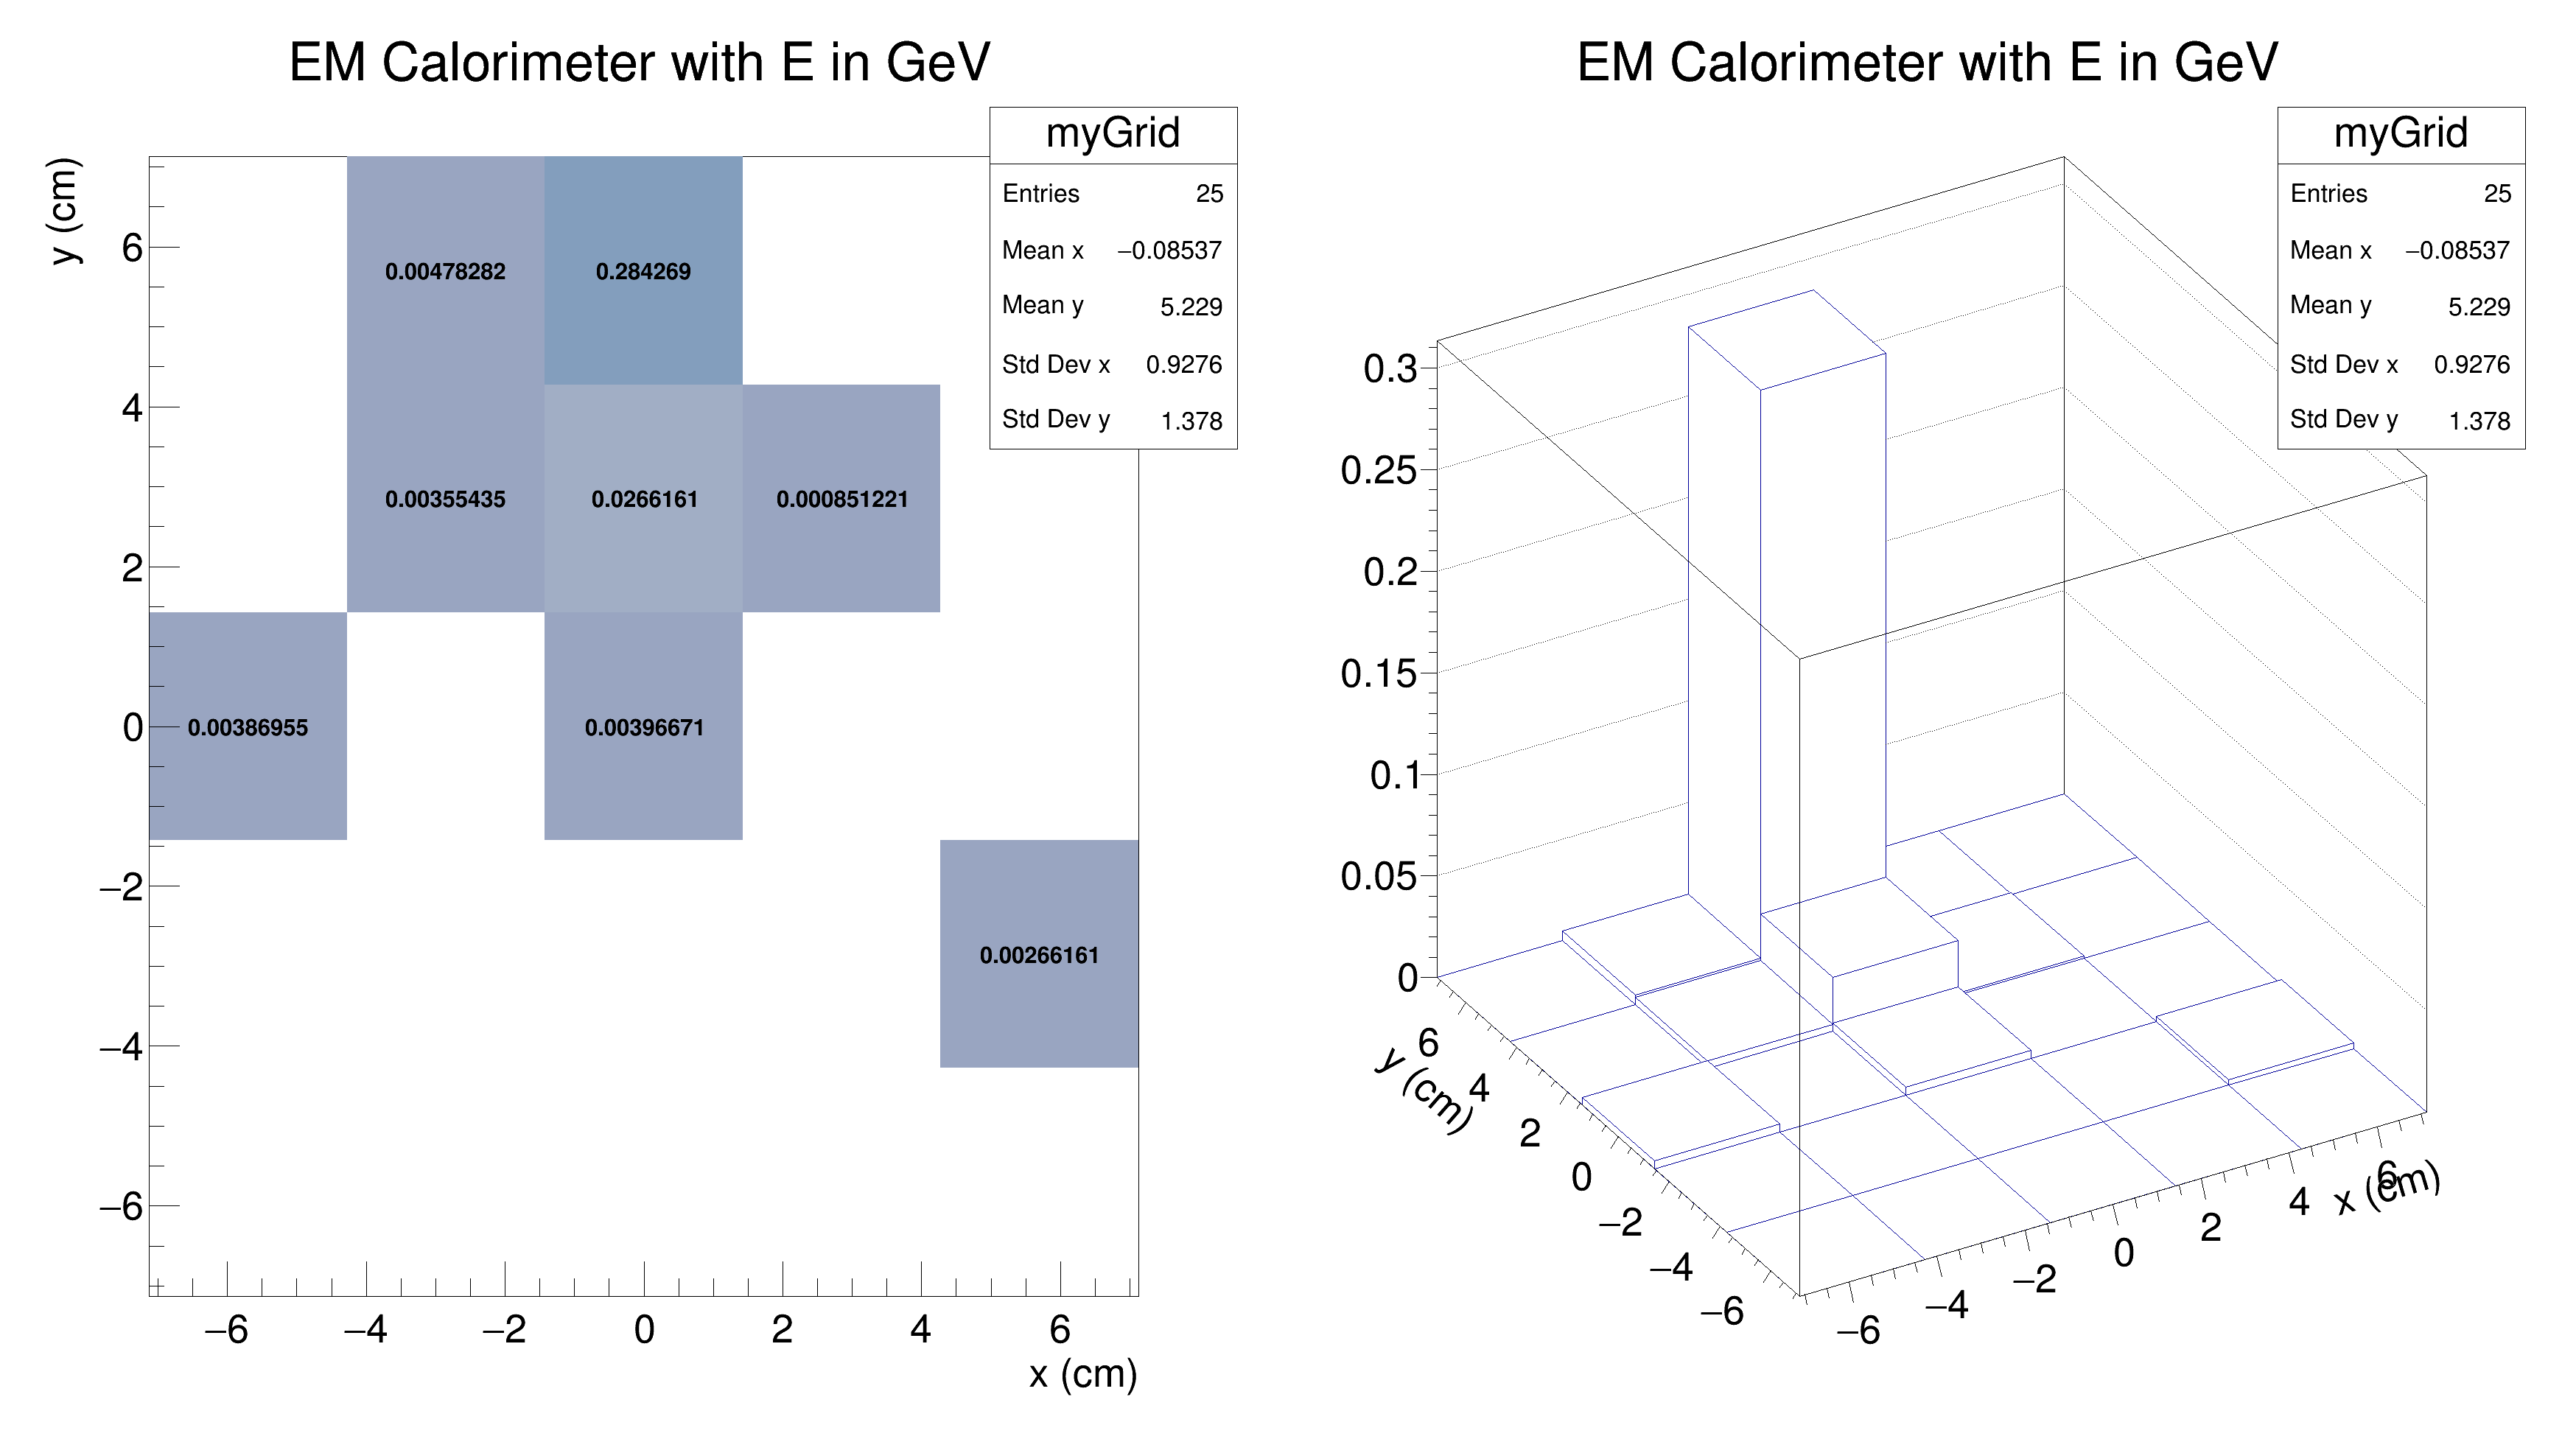 EM Calorimeter with E in GeV
myGrid
Entries 25
Mean x −0.08537
Mean y 5.229
Std Dev x 0.9276
Std Dev y 1.378
y (cm)
6
4
2
0
−2
−4
−6
0.00478282 0.284269
0.00355435 0.0266161 0.000851221
0.00386955 0.00396671
0.00266161
−6 −4 −2 0 2 4 6
x (cm)
EM Calorimeter with E in GeV
myGrid
Entries 25
Mean x −0.08537
Mean y 5.229
Std Dev x 0.9276
Std Dev y 1.378
0.3
0.25
0.2
0.15
0.1
0.05
0
6
4
2
0
−2
−4
−6
y (cm)
−6 −4 −2 0 2 4 6
x (cm)